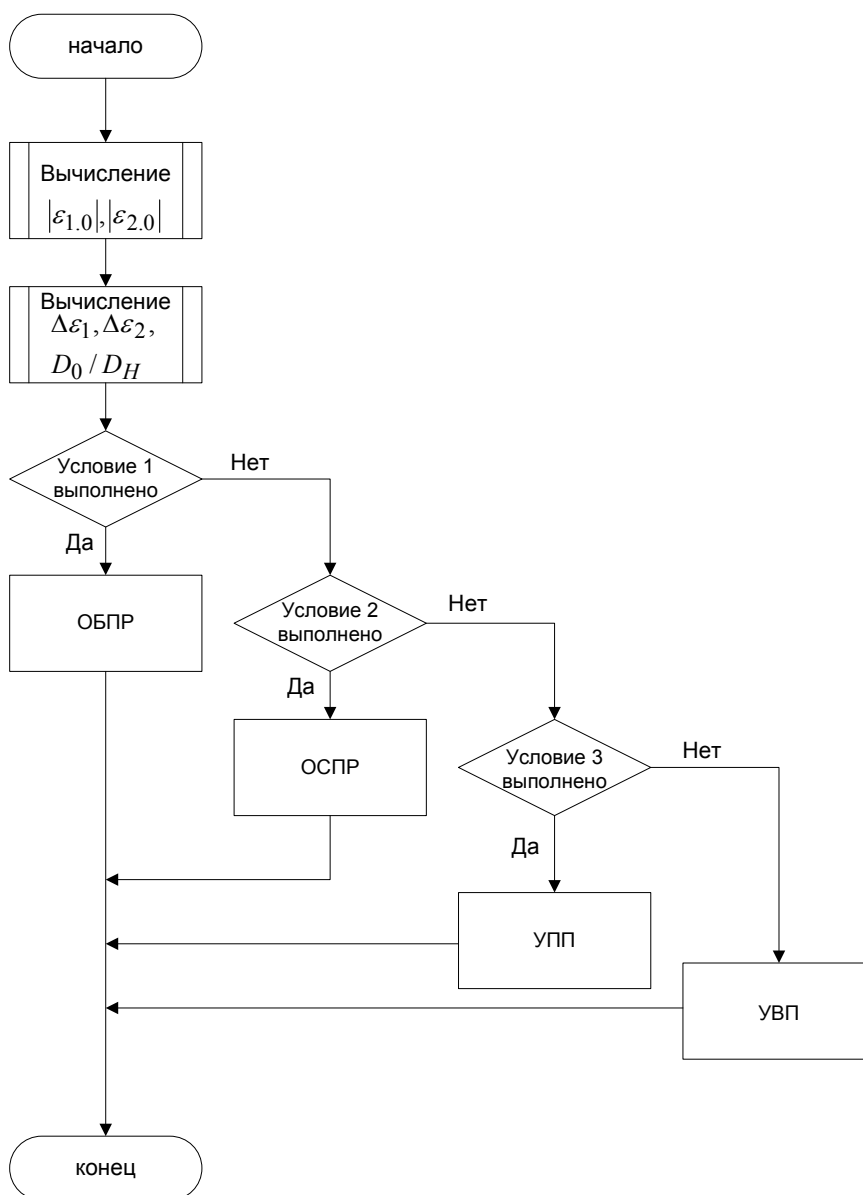 начало
Вычисление
|ε1.0|,|ε2.0|
Вычисление
Δε1,Δε2,
D0 / DH
Условие 1
выполнено
Нет
Да
ОБПР
Условие 2
выполнено
Нет
Да
ОСПР
Условие 3
выполнено
Нет
Да
УПП
УВП
конец